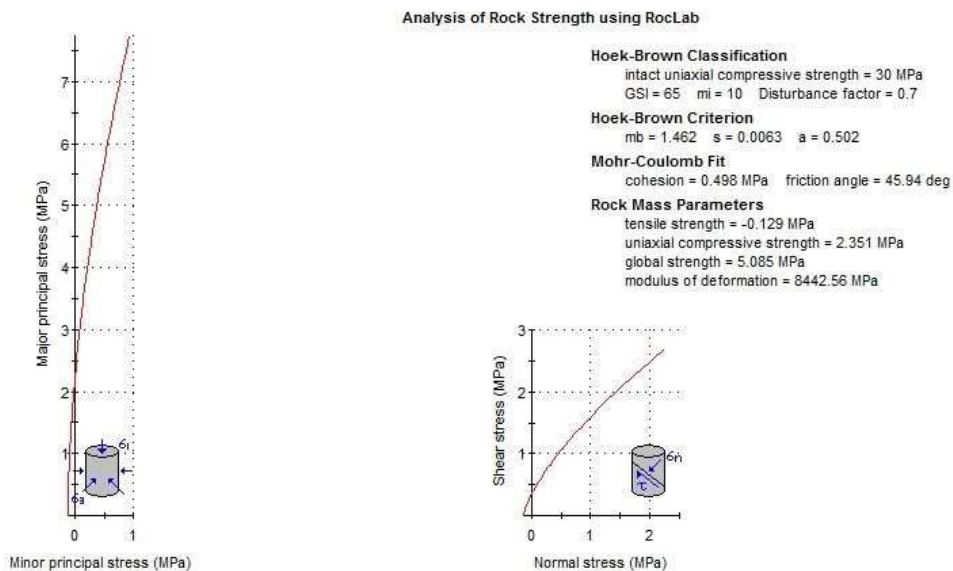 Analysis of Rock Strength using RocLab
Hoek-Brown Classification
intact uniaxial compressive strength = 30 MPa
GSI = 65 mi = 10 Disturbance factor = 0.7
Hoek-Brown Criterion
mb = 1.462 s = 0.0063 a = 0.502
Mohr-Coulomb Fit
cohesion = 0.498 MPa friction angle = 45.94 deg
Rock Mass Parameters
tensile strength = -0.129 MPa
uniaxial compressive strength = 2.351 MPa
global strength = 5.085 MPa
modulus of deformation = 8442.56 MPa
Major principal stress (MPa)
7
6
5
4
3
2
1
σ1
σ3
0 1
Minor principal stress (MPa)
Shear stress (MPa)
3
2
1
σn
τ
0 1 2
Normal stress (MPa)